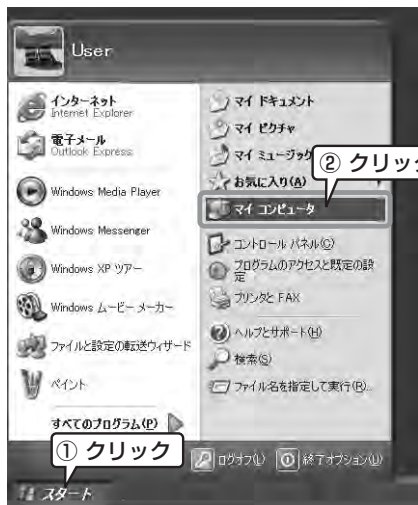 User
インターネット
Internet Explorer
電子メール
Outlook Express
Windows Media Player
Windows Messenger
Windows XP ツアー
Windows ムービー メーカー
ファイルと設定の転送ウィザード
ペイント
すべてのプログラム(P)
① クリック
マイ ドキュメント
マイ ピクチャ
マイ ミュージック
② クリック
お気に入り(A)
マイ コンピュータ
コントロール パネル(C)
プログラムのアクセスと既定の設
定
プリンタと FAX
ヘルプとサポート(H)
検索(S)
ファイル名を指定して実行(R)...
ログオフ(L)
終了オプション(U)
スタート